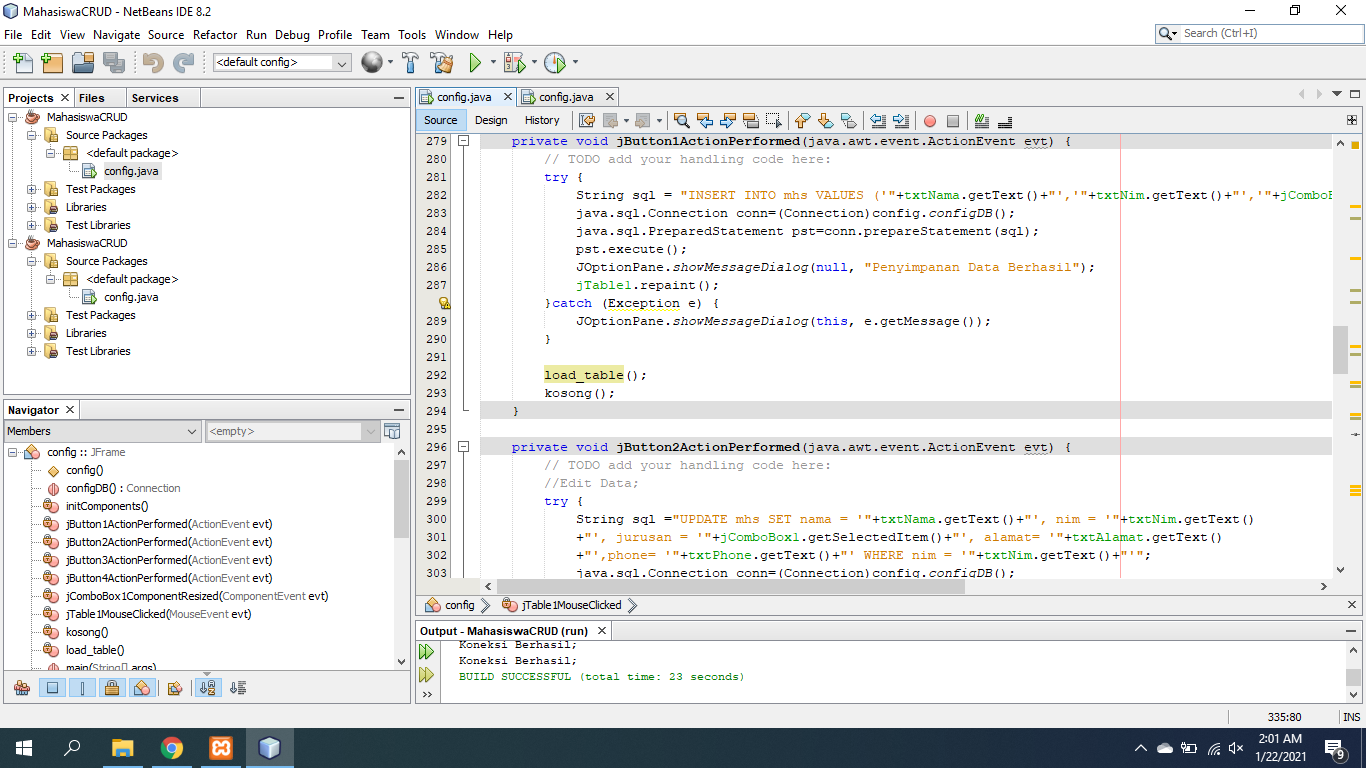 MahasiswaCRUD - NetBeans IDE 8.2
File Edit View Navigate Source Refactor Run Debug Profile Team Tools Window Help
Search (Ctrl+I)
<default config>
Projects Files Services
MahasiswaCRUD
Source Packages
<default package>
config.java
Test Packages
Libraries
Test Libraries
MahasiswaCRUD
Source Packages
<default package>
config.java
Test Packages
Libraries
Test Libraries
Navigator
Members <empty>
config :: JFrame
config()
configDB() : Connection
initComponents()
jButton1ActionPerformed(ActionEvent evt)
jButton2ActionPerformed(ActionEvent evt)
jButton3ActionPerformed(ActionEvent evt)
jButton4ActionPerformed(ActionEvent evt)
jComboBox1ComponentResized(ComponentEvent evt)
jTable1MouseClicked(MouseEvent evt)
kosong()
load_table()
main(String[] args)
config.java config.java
Source Design History
279 private void jButton1ActionPerformed(java.awt.event.ActionEvent evt) {
280 // TODO add your handling code here:
281 try {
282 String sql = "INSERT INTO mhs VALUES ('"+txtNama.getText()+"','"+txtNim.getText()+"','"+jComboB
283 java.sql.Connection conn=(Connection)config.configDB();
284 java.sql.PreparedStatement pst=conn.prepareStatement(sql);
285 pst.execute();
286 JOptionPane.showMessageDialog(null, "Penyimpanan Data Berhasil");
287 jTable1.repaint();
}catch (Exception e) {
289 JOptionPane.showMessageDialog(this, e.getMessage());
290 }
291
292 load_table();
293 kosong();
294 }
295
296 private void jButton2ActionPerformed(java.awt.event.ActionEvent evt) {
297 // TODO add your handling code here:
298 //Edit Data;
299 try {
300 String sql ="UPDATE mhs SET nama = '"+txtNama.getText()+"', nim = '"+txtNim.getText()
301 +"', jurusan = '"+jComboBox1.getSelectedItem()+"', alamat= '"+txtAlamat.getText()
302 +"',phone= '"+txtPhone.getText()+"' WHERE nim = '"+txtNim.getText()+"'";
303 java.sql.Connection conn=(Connection)config.configDB();
config jTable1MouseClicked
Output - MahasiswaCRUD (run)
Koneksi Berhasil;
Koneksi Berhasil;
BUILD SUCCESSFUL (total time: 23 seconds)
335:80 INS
2:01 AM
1/22/2021
9